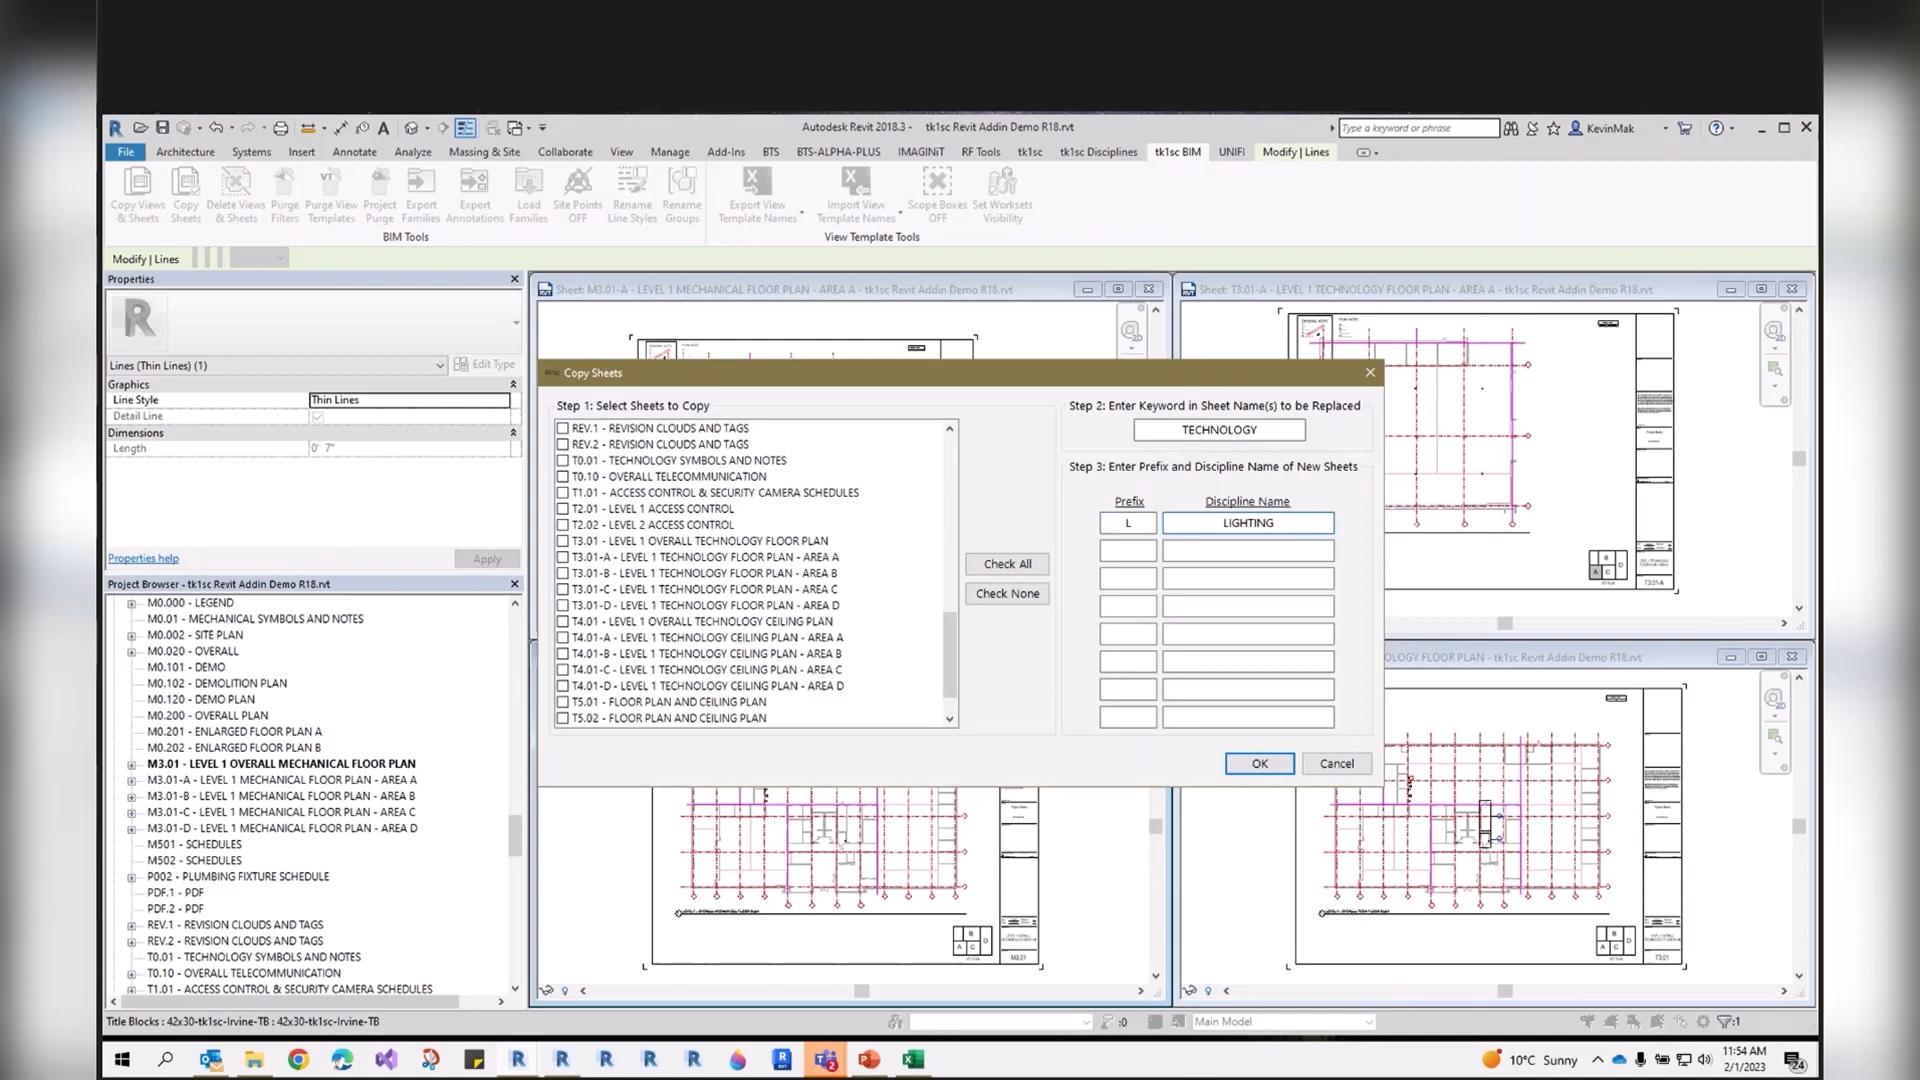 Autodesk Revit 2018.3 - tk1sc Revit Addin Demo R18.rvt
Type a keyword or phrase
KevinMak
File Architecture Systems Insert Annotate Analyze Massing & Site Collaborate View Manage Add-Ins BTS BTS-ALPHA-PLUS IMAGINiT RF Tools tk1sc tk1sc Disciplines tk1sc BIM UNIFI Modify | Lines
Copy Views & Sheets
Copy Sheets
Delete Views & Sheets
Purge Filters
Purge View Templates
Project Purge
Export Families
Export Annotations
Load Families
Site Points OFF
Rename Line Styles
Rename Groups
Export View Template Names
Import View Template Names
Scope Boxes OFF
Set Worksets Visibility
BIM Tools
View Template Tools
Modify | Lines
Properties
Lines (Thin Lines) (1)
Edit Type
Graphics
Line Style Thin Lines
Detail Line
Dimensions
Length 0' 7"
Properties help
Apply
Project Browser - tk1sc Revit Addin Demo R18.rvt
M0.000 - LEGEND
M0.01 - MECHANICAL SYMBOLS AND NOTES
M0.002 - SITE PLAN
M0.020 - OVERALL
M0.101 - DEMO
M0.102 - DEMOLITION PLAN
M0.120 - DEMO PLAN
M0.200 - OVERALL PLAN
M0.201 - ENLARGED FLOOR PLAN A
M0.202 - ENLARGED FLOOR PLAN B
M3.01 - LEVEL 1 OVERALL MECHANICAL FLOOR PLAN
M3.01-A - LEVEL 1 MECHANICAL FLOOR PLAN - AREA A
M3.01-B - LEVEL 1 MECHANICAL FLOOR PLAN - AREA B
M3.01-C - LEVEL 1 MECHANICAL FLOOR PLAN - AREA C
M3.01-D - LEVEL 1 MECHANICAL FLOOR PLAN - AREA D
M501 - SCHEDULES
M502 - SCHEDULES
P002 - PLUMBING FIXTURE SCHEDULE
PDF.1 - PDF
PDF.2 - PDF
REV.1 - REVISION CLOUDS AND TAGS
REV.2 - REVISION CLOUDS AND TAGS
T0.01 - TECHNOLOGY SYMBOLS AND NOTES
T0.10 - OVERALL TELECOMMUNICATION
T1.01 - ACCESS CONTROL & SECURITY CAMERA SCHEDULES
Sheet: M3.01-A - LEVEL 1 MECHANICAL FLOOR PLAN - AREA A - tk1sc Revit Addin Demo R18.rvt
Sheet: T3.01-A - LEVEL 1 TECHNOLOGY FLOOR PLAN - AREA A - tk1sc Revit Addin Demo R18.rvt
Copy Sheets
Step 1: Select Sheets to Copy
REV.1 - REVISION CLOUDS AND TAGS
REV.2 - REVISION CLOUDS AND TAGS
T0.01 - TECHNOLOGY SYMBOLS AND NOTES
T0.10 - OVERALL TELECOMMUNICATION
T1.01 - ACCESS CONTROL & SECURITY CAMERA SCHEDULES
T2.01 - LEVEL 1 ACCESS CONTROL
T2.02 - LEVEL 2 ACCESS CONTROL
T3.01 - LEVEL 1 OVERALL TECHNOLOGY FLOOR PLAN
T3.01-A - LEVEL 1 TECHNOLOGY FLOOR PLAN - AREA A
T3.01-B - LEVEL 1 TECHNOLOGY FLOOR PLAN - AREA B
T3.01-C - LEVEL 1 TECHNOLOGY FLOOR PLAN - AREA C
T3.01-D - LEVEL 1 TECHNOLOGY FLOOR PLAN - AREA D
T4.01 - LEVEL 1 OVERALL TECHNOLOGY CEILING PLAN
T4.01-A - LEVEL 1 TECHNOLOGY CEILING PLAN - AREA A
T4.01-B - LEVEL 1 TECHNOLOGY CEILING PLAN - AREA B
T4.01-C - LEVEL 1 TECHNOLOGY CEILING PLAN - AREA C
T4.01-D - LEVEL 1 TECHNOLOGY CEILING PLAN - AREA D
T5.01 - FLOOR PLAN AND CEILING PLAN
T5.02 - FLOOR PLAN AND CEILING PLAN
Check All
Check None
Step 2: Enter Keyword in Sheet Name(s) to be Replaced
TECHNOLOGY
Step 3: Enter Prefix and Discipline Name of New Sheets
Prefix Discipline Name
L LIGHTING
OK Cancel
T3.01-A
OLOGY FLOOR PLAN - tk1sc Revit Addin Demo R18.rvt
M3.01
T3.01
Title Blocks : 42x30-tk1sc-Irvine-TB : 42x30-tk1sc-Irvine-TB
:0
Main Model
:1
10°C Sunny
11:54 AM
2/1/2023
24